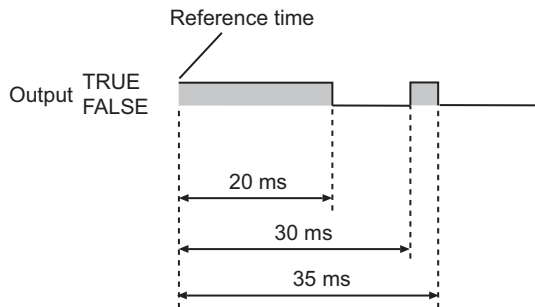 Reference time
Output TRUE
FALSE
20 ms
30 ms
35 ms